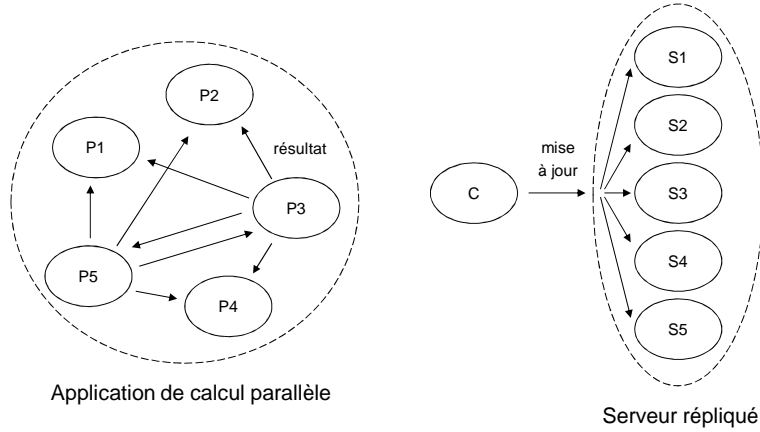 P2
résultat
P1
P3
P5
P4
Application de calcul parallèle
C
mise
à jour
S1
S2
S3
S4
S5
Serveur répliqué